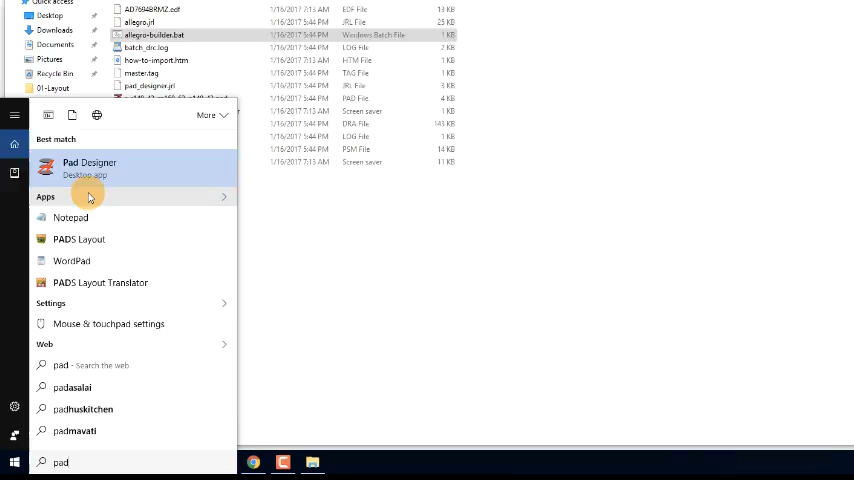 Quick access
Desktop
Downloads
Documents
Pictures
Recycle Bin
01-Layout
AD7694BRMZ.edf 1/16/2017 7:13 AM EDF File 13 KB
allegro.jrl 1/16/2017 5:44 PM JRL File 25 KB
allegro-builder.bat 1/16/2017 5:44 PM Windows Batch File 1 KB
batch_drc.log 1/16/2017 5:44 PM LOG File 2 KB
how-to-import.htm 1/16/2017 7:13 AM HTM File 1 KB
master.tag 1/16/2017 5:44 PM TAG File 1 KB
pad_designer.jrl 1/16/2017 5:44 PM JRL File 3 KB
1/16/2017 5:44 PM PAD File 4 KB
1/16/2017 7:13 AM Screen saver 1 KB
1/16/2017 5:44 PM DRA File 143 KB
1/16/2017 5:44 PM LOG File 1 KB
1/16/2017 5:44 PM PSM File 14 KB
1/16/2017 7:13 AM Screen saver 11 KB
More
Best match
Pad Designer
Desktop app
Apps
Notepad
PADS Layout
WordPad
PADS Layout Translator
Settings
Mouse & touchpad settings
Web
pad - Search the web
padasalai
padhuskitchen
padmavati
pad